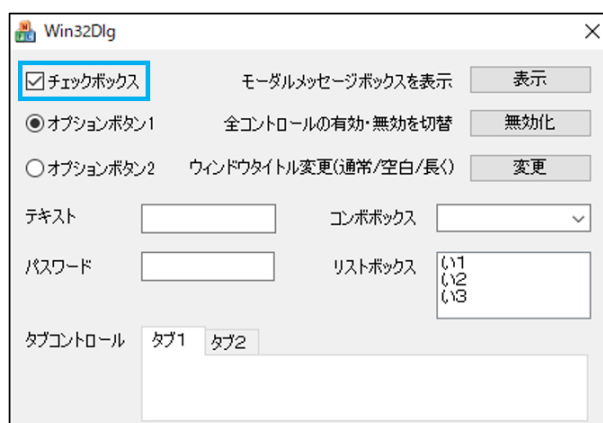 Win32Dlg
チェックボックス モーダルメッセージボックスを表示 表示
オプションボタン1 全コントロールの有効・無効を切替 無効化
オプションボタン2 ウィンドウタイトル変更(通常/空白/長く) 変更
テキスト コンボボックス
パスワード リストボックス い1
い2
い3
タブコントロール タブ1 タブ2